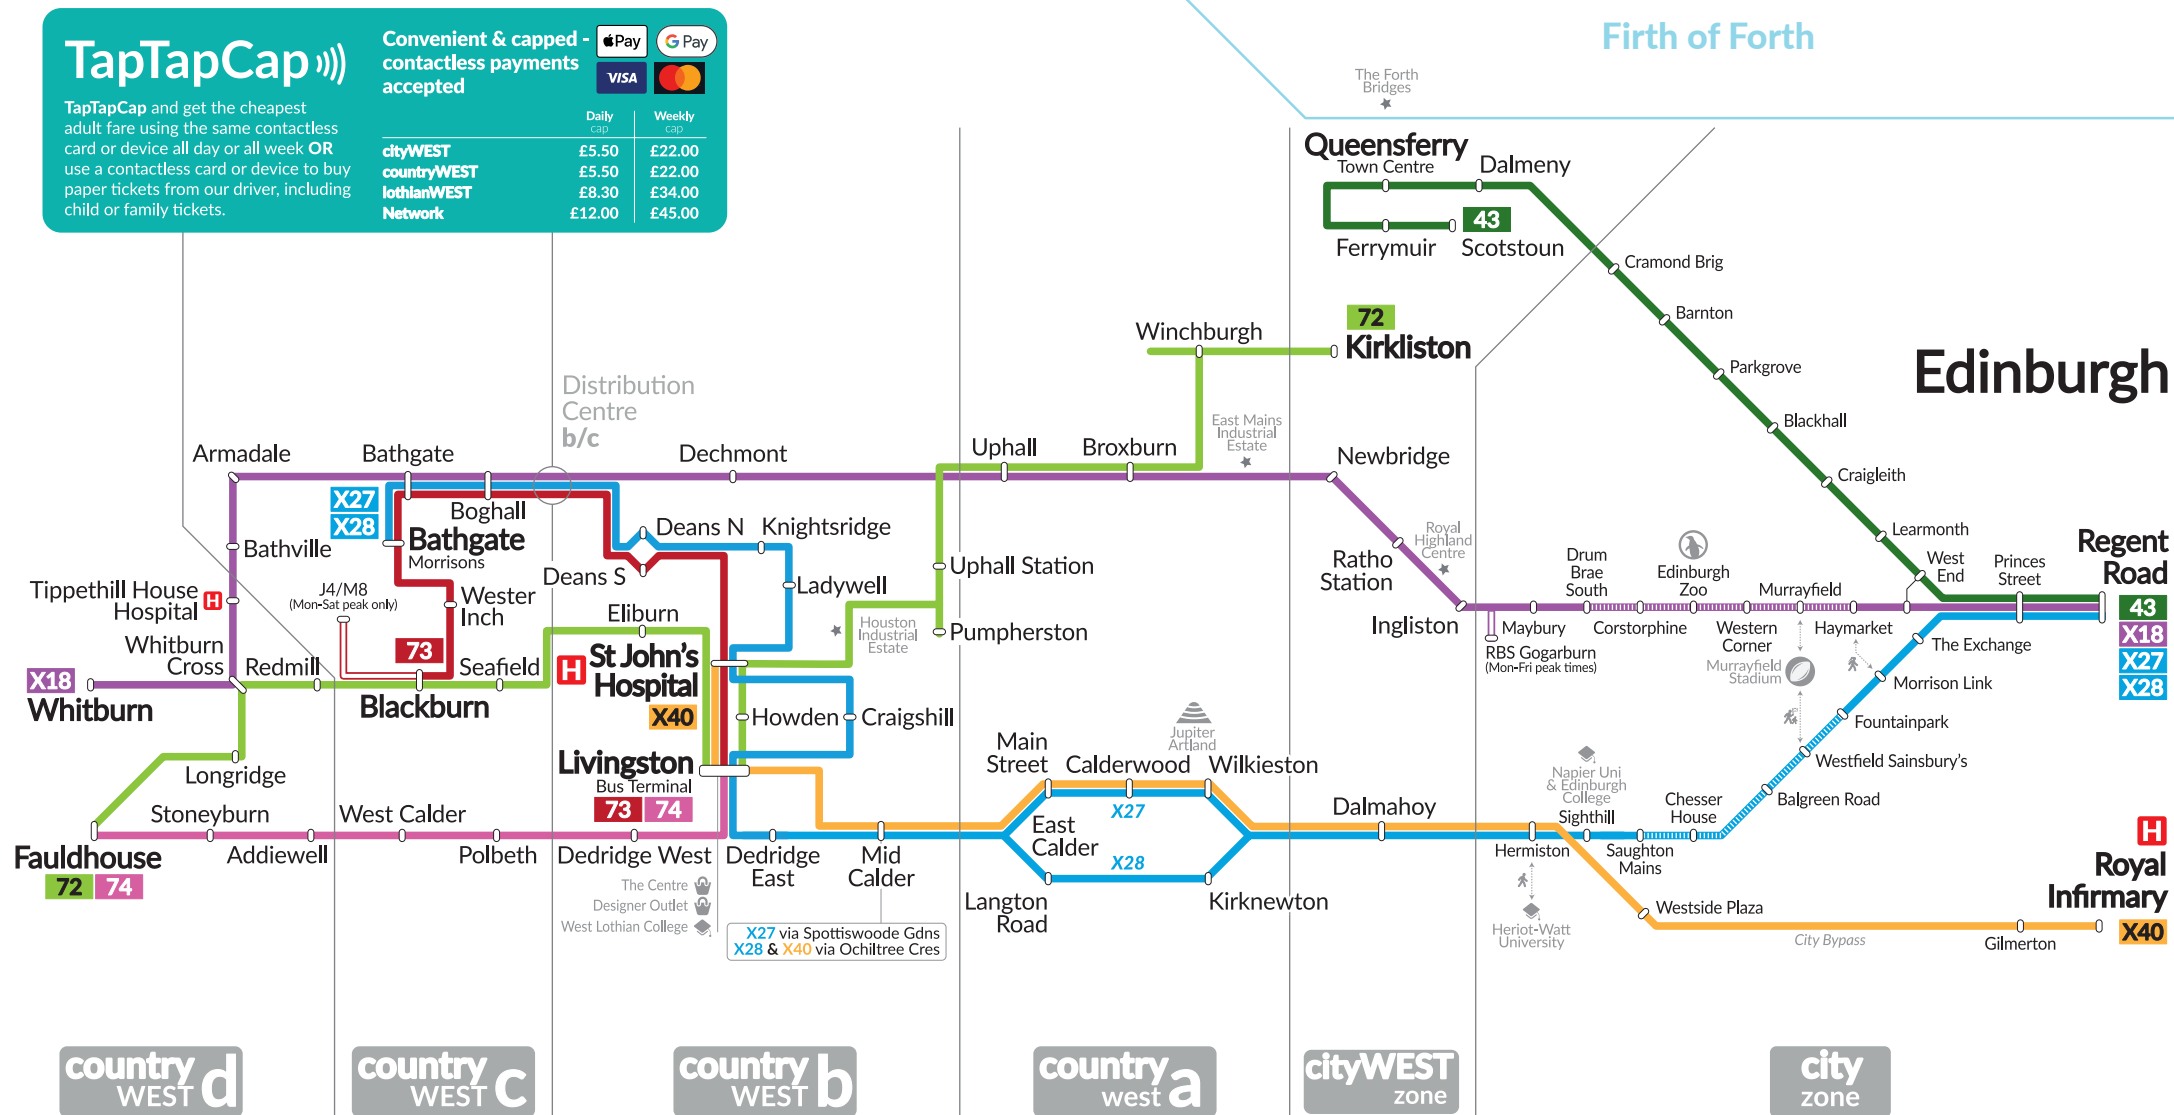 TapTapCap
TapTapCap and get the cheapest
adult fare using the same contactless
card or device all day or all week OR
use a contactless card or device to buy
paper tickets from our driver, including
child or family tickets.
Convenient & capped -
contactless payments
accepted
Pay
G Pay
VISA
Daily Weekly
cap cap
cityWEST £5.50 £22.00
countryWEST £5.50 £22.00
lothianWEST £8.30 £34.00
Network £12.00 £45.00
Firth of Forth
The Forth
Bridges
Queensferry
Town Centre
Dalmeny
43
Ferrymuir
Scotstoun
Cramond Brig
Barnton
Parkgrove
Blackhall
Craigleith
Learmonth
West
End
Princes
Street
Edinburgh
Regent
Road
43
X18
X27
X28
72
Kirkliston
Winchburgh
Distribution
Centre
b/c
East Mains
Industrial
Estate
Armadale
Bathgate
Dechmont
Uphall
Broxburn
Newbridge
X27
X28
Boghall
Bathgate
Morrisons
Deans N
Knightsridge
Bathville
Deans S
Ladywell
Uphall Station
Ratho
Station
Royal
Highland
Centre
Drum
Brae
South
Edinburgh
Zoo
Murrayfield
Tippethill House
Hospital
H
J4/M8
(Mon-Sat peak only)
Wester
Inch
Eliburn
Houston
Industrial
Estate
Pumpherston
Ingliston
Maybury
RBS Gogarburn
(Mon-Fri peak times)
Corstorphine
Western
Corner
Haymarket
The Exchange
Murrayfield
Stadium
Morrison Link
Fountainpark
Westfield Sainsbury's
Balgreen Road
Whitburn
Cross
Redmill
73
Seafield
H
St John's
Hospital
X40
X18
Whitburn
Blackburn
Howden
Craigshill
Longridge
Livingston
Bus Terminal
73
74
Main
Street
Calderwood
Jupiter
Artland
Wilkieston
X27
Napier Uni
& Edinburgh
College
Sighthill
Chesser
House
Stoneyburn
West Calder
East
Calder
Dalmahoy
Fauldhouse
72
74
Addiewell
Polbeth
Dedridge West
Dedridge
East
Mid
Calder
X28
Hermiston
Saughton
Mains
H
Royal
Infirmary
X40
The Centre
Designer Outlet
West Lothian College
Langton
Road
Kirknewton
Heriot-Watt
University
Westside Plaza
City Bypass
Gilmerton
X27 via Spottiswoode Gdns
X28 & X40 via Ochiltree Cres
country
WEST d
country
WEST c
country
WEST b
country
west a
cityWEST
zone
city
zone